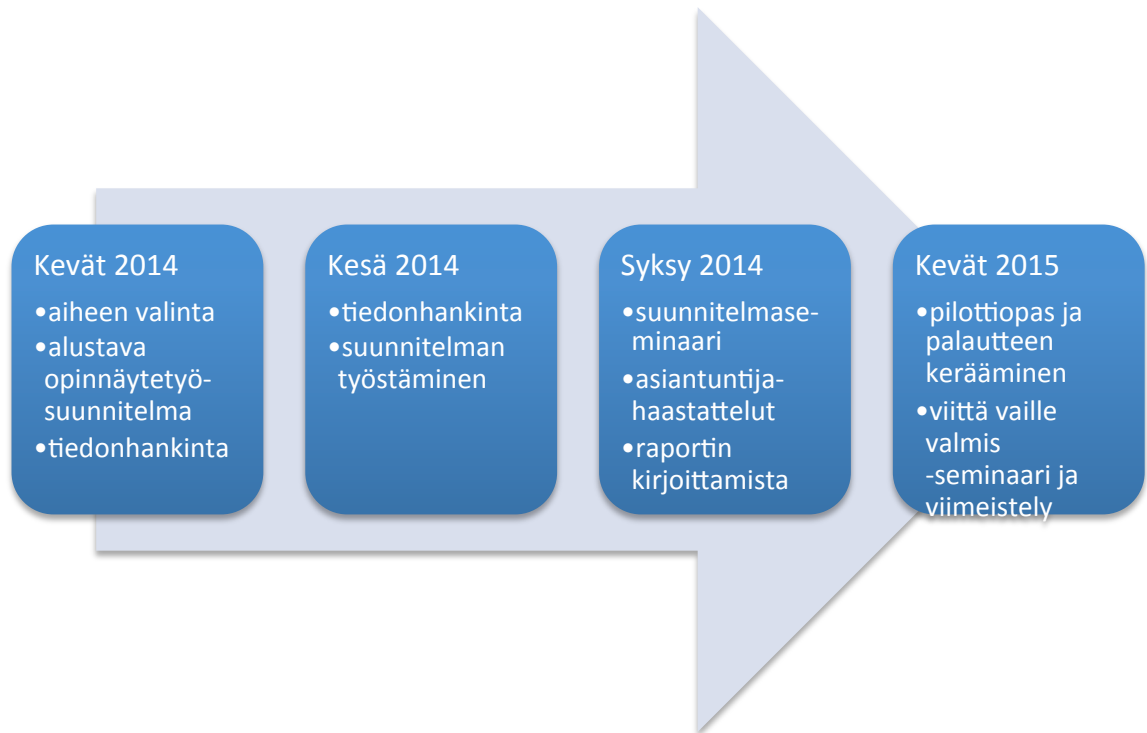 Kevät 2014
•aiheen valinta
•alustava
opinnäytetyö-
suunnitelma
•tiedonhankinta
Kesä 2014
•tiedonhankinta
•suunnitelman
työstäminen
Syksy 2014
•suunnitelmase-
minaari
•asiantuntija-
haastattelut
•raportin
kirjoittamista
Kevät 2015
•pilottiopas ja
palautteen
kerääminen
•viittä vaille
valmis
-seminaari ja
viimeistely